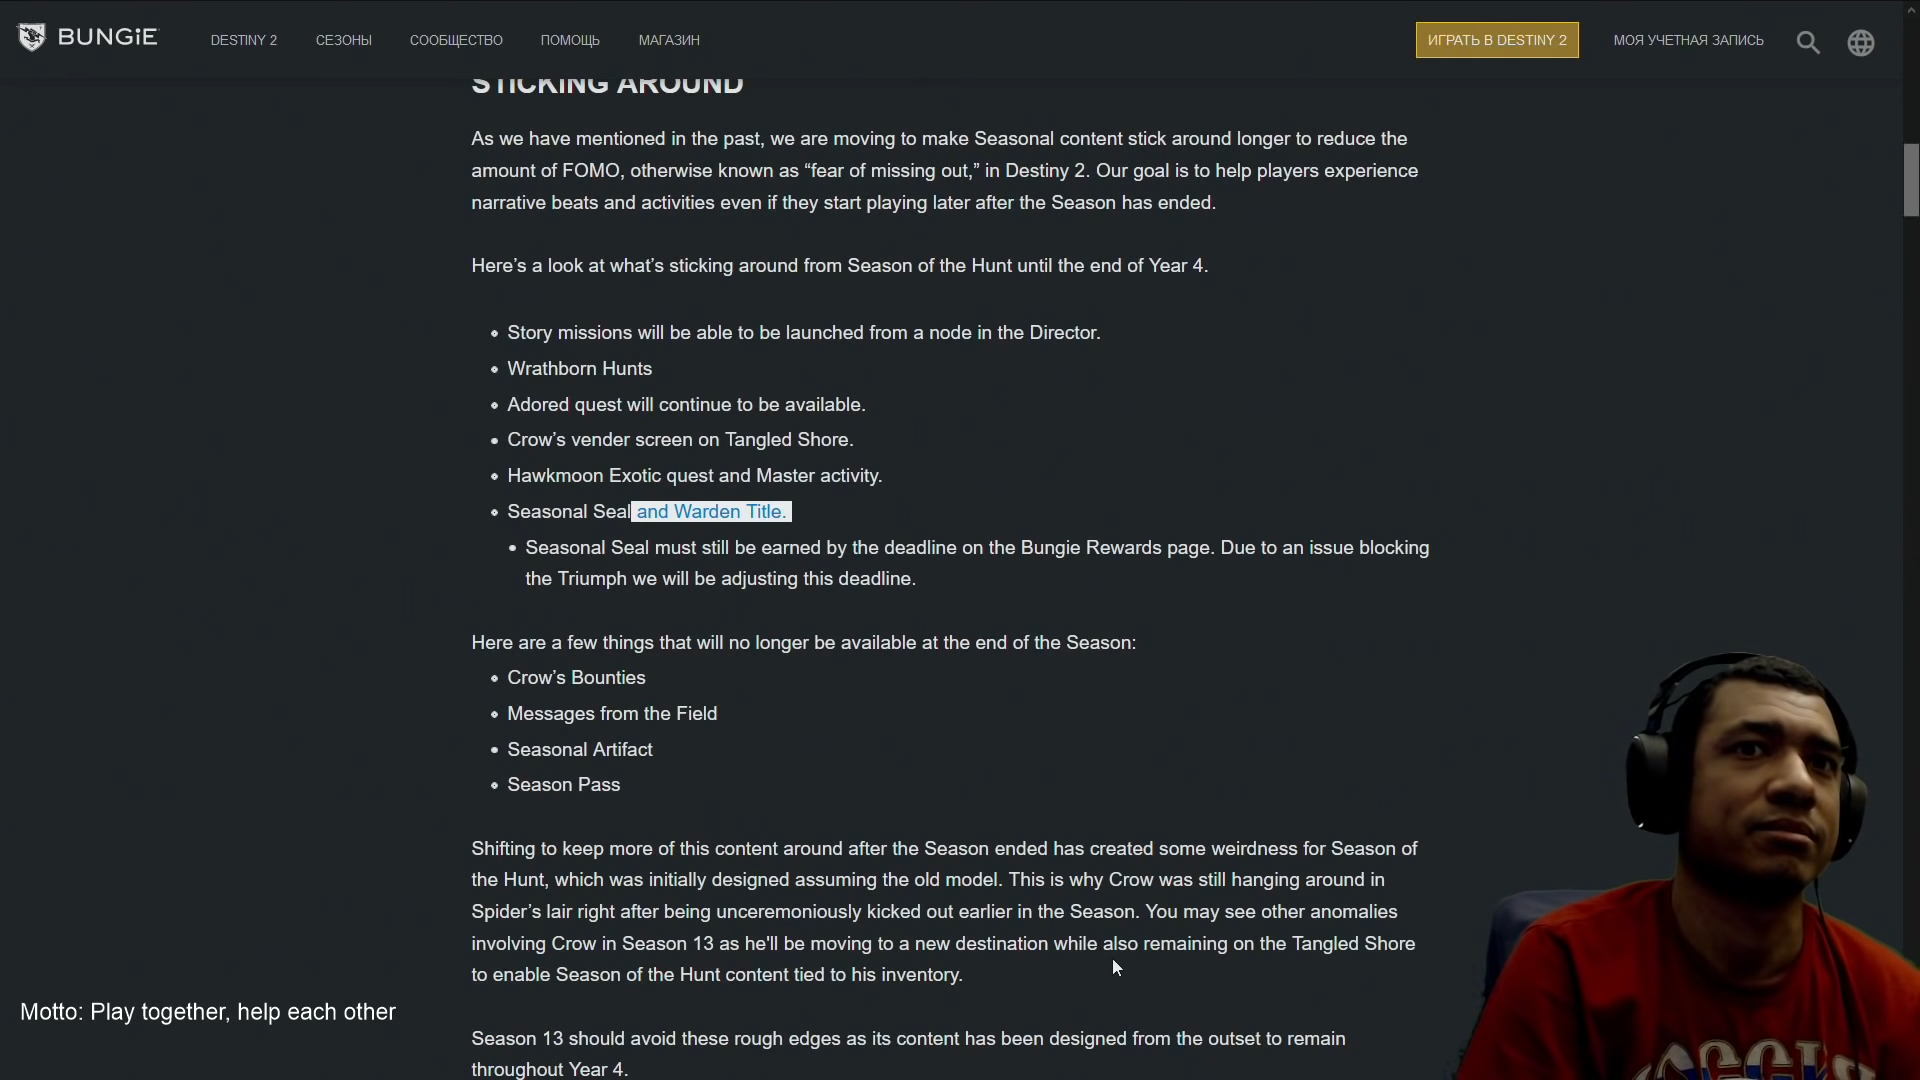 BUNGiE
DESTINY 2
СЕЗОНЫ
СООБЩЕСТВО
ПОМОЩЬ
МАГАЗИН
ИГРАТЬ В DESTINY 2
МОЯ УЧЕТНАЯ ЗАПИСЬ
STICKING AROUND
As we have mentioned in the past, we are moving to make Seasonal content stick around longer to reduce the
amount of FOMO, otherwise known as “fear of missing out,” in Destiny 2. Our goal is to help players experience
narrative beats and activities even if they start playing later after the Season has ended.
Here’s a look at what’s sticking around from Season of the Hunt until the end of Year 4.
Story missions will be able to be launched from a node in the Director.
Wrathborn Hunts
Adored quest will continue to be available.
Crow’s vender screen on Tangled Shore.
Hawkmoon Exotic quest and Master activity.
Seasonal Seal and Warden Title.
Seasonal Seal must still be earned by the deadline on the Bungie Rewards page. Due to an issue blocking
the Triumph we will be adjusting this deadline.
Here are a few things that will no longer be available at the end of the Season:
Crow’s Bounties
Messages from the Field
Seasonal Artifact
Season Pass
Shifting to keep more of this content around after the Season ended has created some weirdness for Season of
the Hunt, which was initially designed assuming the old model. This is why Crow was still hanging around in
Spider’s lair right after being unceremoniously kicked out earlier in the Season. You may see other anomalies
involving Crow in Season 13 as he'll be moving to a new destination while also remaining on the Tangled Shore
to enable Season of the Hunt content tied to his inventory.
Season 13 should avoid these rough edges as its content has been designed from the outset to remain
throughout Year 4.
Motto: Play together, help each other